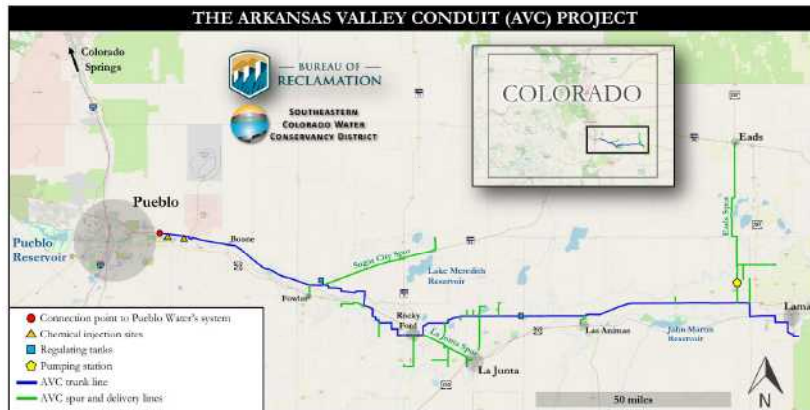 THE ARKANSAS VALLEY CONDUIT (AVC) PROJECT
Colorado
Springs
BUREAU OF
RECLAMATION
SOUTHEASTERN
COLORADO WATER
CONSERVANCY DISTRICT
COLORADO
Eads
Pueblo
Eads Spur
Pueblo
Reservoir
Boone
Sugar City Spur
Lake Meredith
Reservoir
Fowler
Rocky
Ford
La Junta Spur
Las Animas
John Martin
Reservoir
Lama
La Junta
Connection point to Pueblo Water's system
Chemical injection sites
Regulating tanks
Pumping station
AVC trunk line
AVC spur and delivery lines
50 miles
N